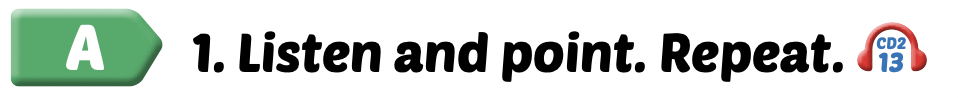 A 1. Listen and point. Repeat. CD2
13